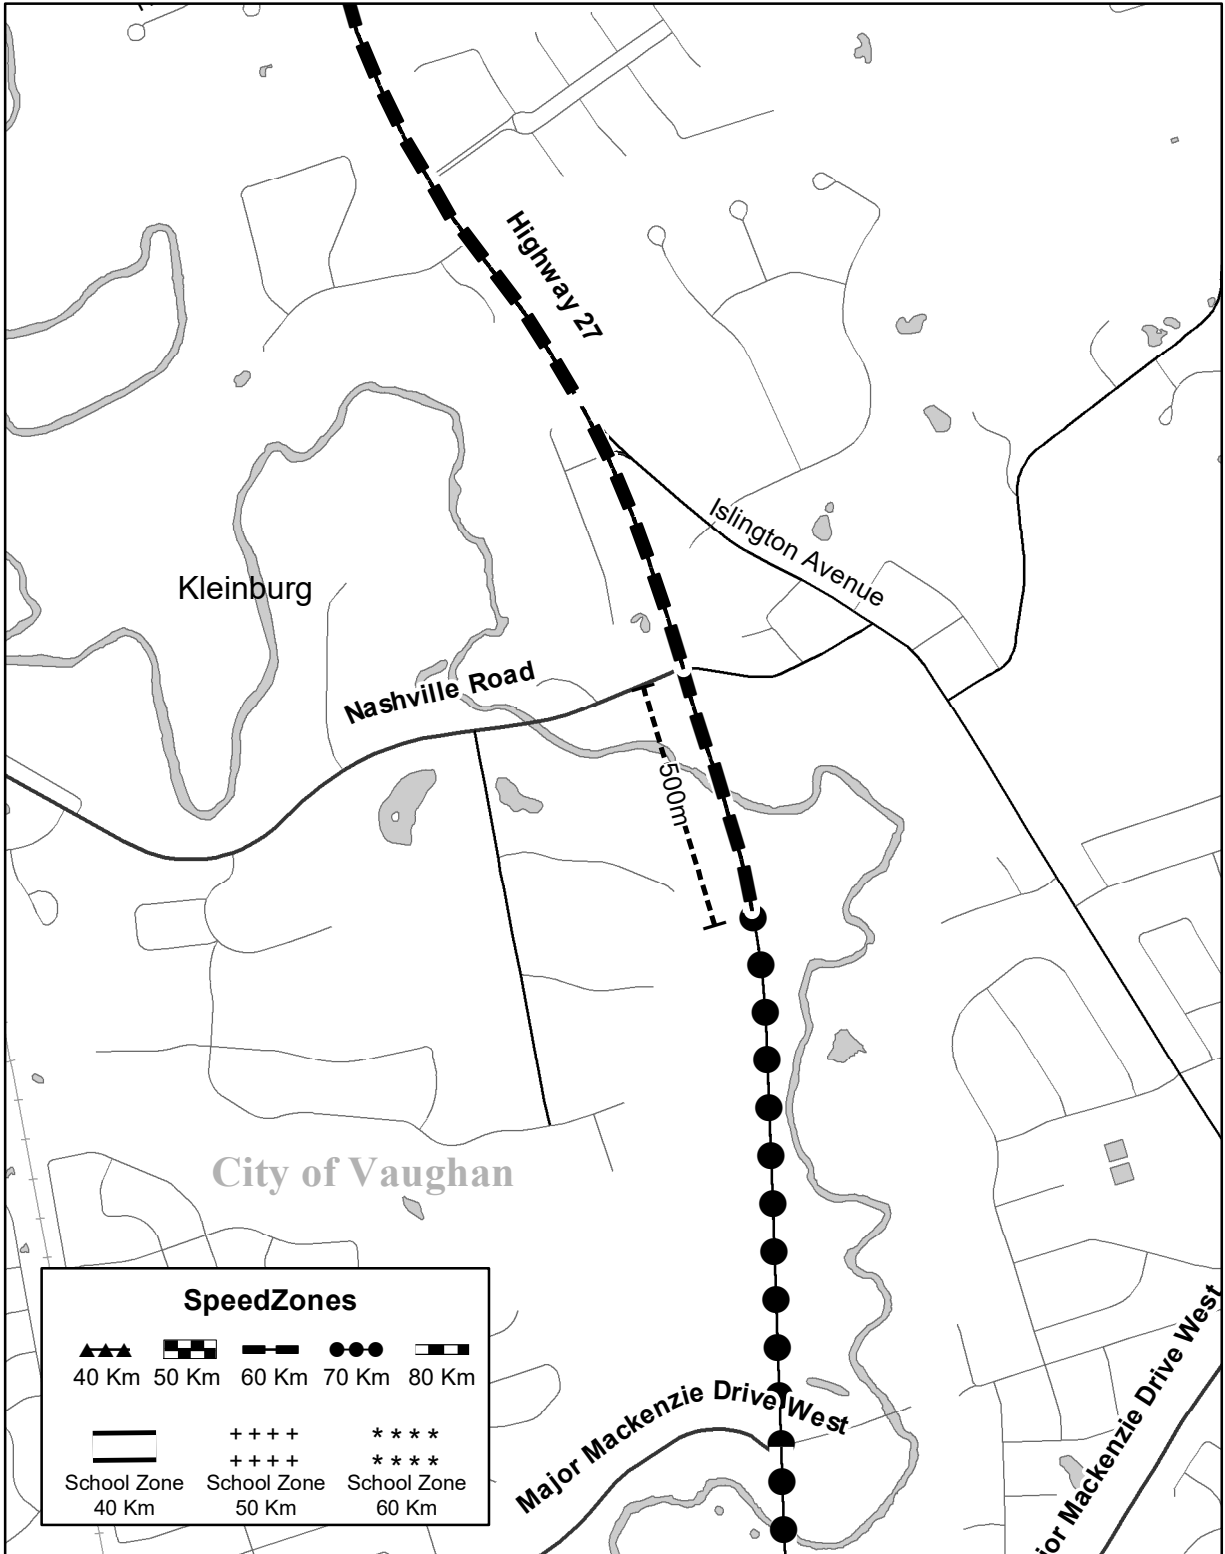 Highway 27
Islington Avenue
Kleinburg
Nashville Road
500m
City of Vaughan
SpeedZones
40 Km 50 Km 60 Km 70 Km 80 Km
+ + + + * * * *
+ + + + * * * *
School Zone School Zone School Zone
40 Km 50 Km 60 Km
Major Mackenzie Drive West
ior Mackenzie Drive West